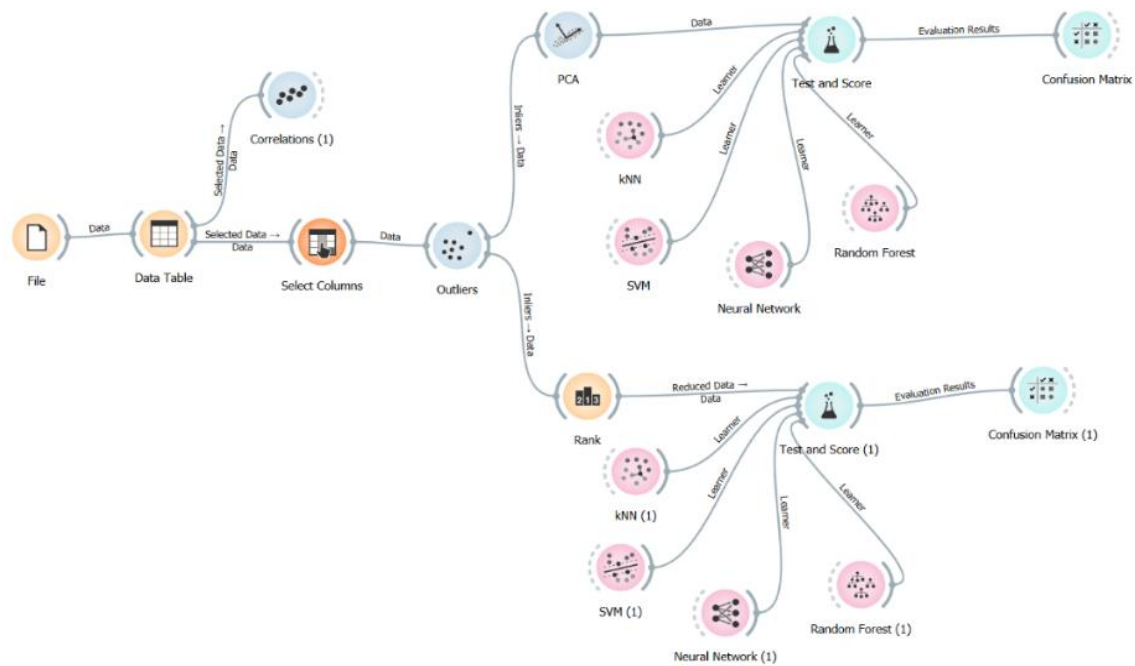 Data
PCA
Test and Score
Evaluation Results
Confusion Matrix
Learner
Learner
Learner
Learner
kNN
SVM
Neural Network
Random Forest
Inliers → Data
Selected Data →
Data
Correlations (1)
File
Data
Data Table
Selected Data →
Data
Select Columns
Data
Outliers
Inliers → Data
213
Rank
Reduced Data →
Data
Test and Score (1)
Evaluation Results
Confusion Matrix (1)
Learner
Learner
Learner
Learner
kNN (1)
SVM (1)
Neural Network (1)
Random Forest (1)